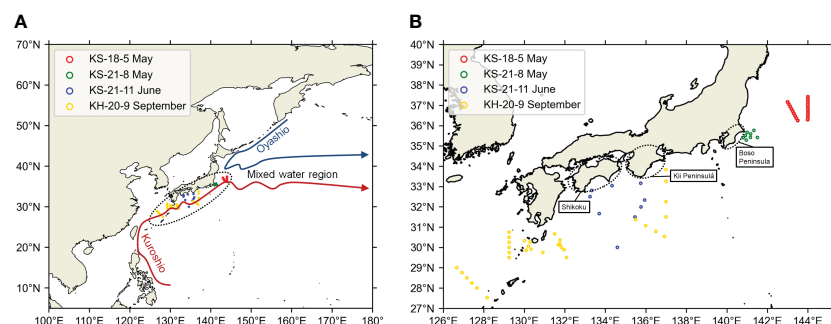 A
70°N
60°N
50°N
40°N
30°N
20°N
10°N
100°E
120°E
140°E
160°E
180°
KS-18-5 May
KS-21-8 May
KS-21-11 June
KH-20-9 September
Oyashio
Mixed water region
Kuroshio
B
40°N
39°N
38°N
37°N
36°N
35°N
34°N
33°N
32°N
31°N
30°N
29°N
28°N
27°N
126°E
128°E
130°E
132°E
134°E
136°E
138°E
140°E
142°E
144°E
KS-18-5 May
KS-21-8 May
KS-21-11 June
KH-20-9 September
Boso
Peninsula
Kii Peninsula
Shikoku